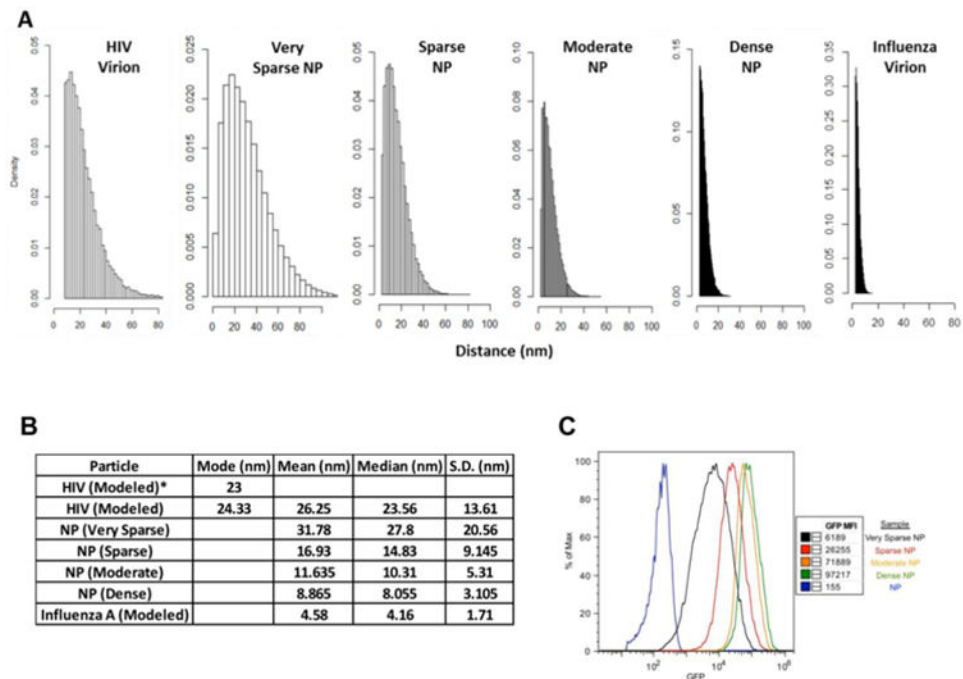 A
HIV Virion
Very Sparse NP
Sparse NP
Moderate NP
Dense NP
Influenza Virion
Density
0.00 0.01 0.02 0.03 0.04 0.05
0 20 40 60 80
0.000 0.005 0.010 0.015 0.020 0.025
0 20 40 60 80 100
0.00 0.01 0.02 0.03 0.04 0.05
0 20 40 60 80 100
0.00 0.02 0.04 0.06 0.08 0.10
0 20 40 60 80 100
0.00 0.05 0.10 0.15
0 20 40 60 80 100
0.00 0.05 0.10 0.15 0.20 0.25 0.30 0.35
0 20 40 60 80
Distance (nm)
B
Particle Mode (nm) Mean (nm) Median (nm) S.D. (nm)
HIV (Modeled)* 23
HIV (Modeled) 24.33 26.25 23.56 13.61
NP (Very Sparse) 31.78 27.8 20.56
NP (Sparse) 16.93 14.83 9.145
NP (Moderate) 11.635 10.31 5.31
NP (Dense) 8.865 8.055 3.105
Influenza A (Modeled) 4.58 4.16 1.71
C
% of Max
0 20 40 60 80 100
10² 10⁴ 10⁶
GFP
GFP MFI Sample
6189 Very Sparse NP
26255 Sparse NP
71889 Moderate NP
97217 Dense NP
155 NP